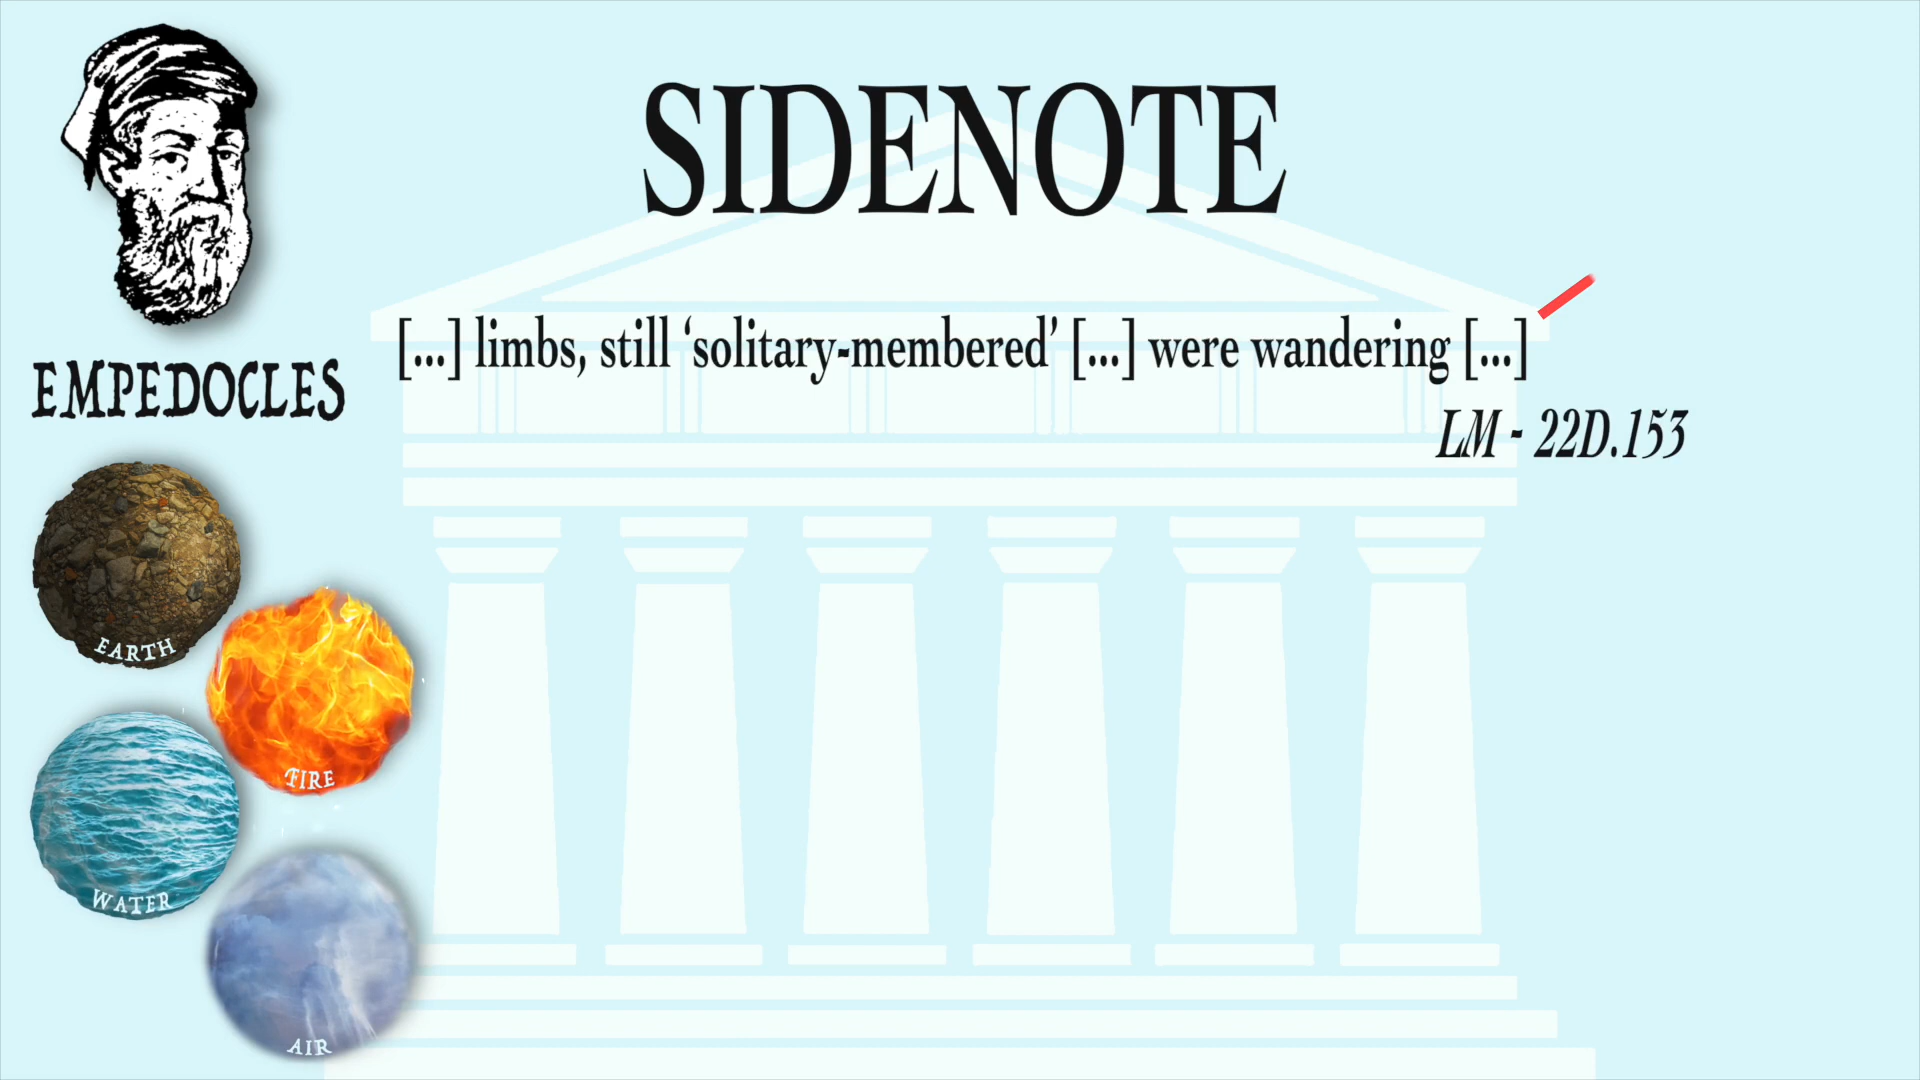 SIDENOTE
EMPEDOCLES
[...] limbs, still ‘solitary-membered’ [...] were wandering [...]
LM - 22D.153
EARTH
FIRE
WATER
AIR